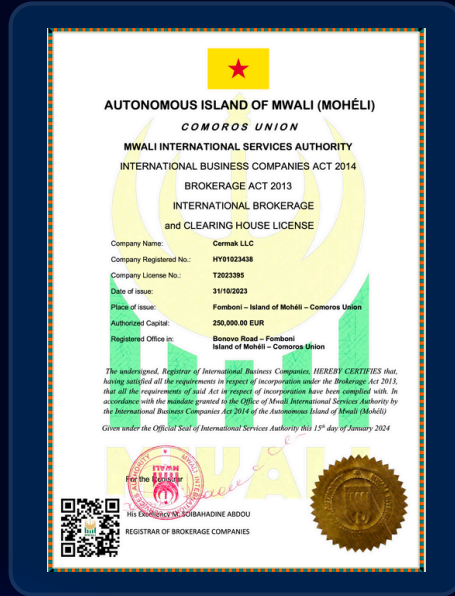 AUTONOMOUS ISLAND OF MWALI (MOHÉLI)
COMOROS UNION
MWALI INTERNATIONAL SERVICES AUTHORITY
INTERNATIONAL BUSINESS COMPANIES ACT 2014
BROKERAGE ACT 2013
INTERNATIONAL BROKERAGE
and CLEARING HOUSE LICENSE
Company Name: Cermak LLC
Company Registered No.: HY01023438
Company License No.: T2023395
Date of issue: 31/10/2023
Place of issue: Fomboni – Island of Mohéli – Comoros Union
Authorized Capital: 250,000.00 EUR
Registered Office in: Bonovo Road – Fomboni
Island of Mohéli – Comoros Union
The undersigned, Registrar of International Business Companies, HEREBY CERTIFIES that,
having satisfied all the requirements in respect of incorporation under the Brokerage Act 2013,
that all the requirements of said Act in respect of incorporation have been complied with. In
accordance with the mandate granted to the Office of Mwali International Services Authority by
the International Business Companies Act 2014 of the Autonomous Island of Mwali (Mohéli)
Given under the Official Seal of International Services Authority this 15th day of January 2024
MWALI
For the Registrar
MWALI INTERNATIONAL SERVICES AUTHORITY
His Excellency M. SOIBAHADINE ABDOU
REGISTRAR OF BROKERAGE COMPANIES